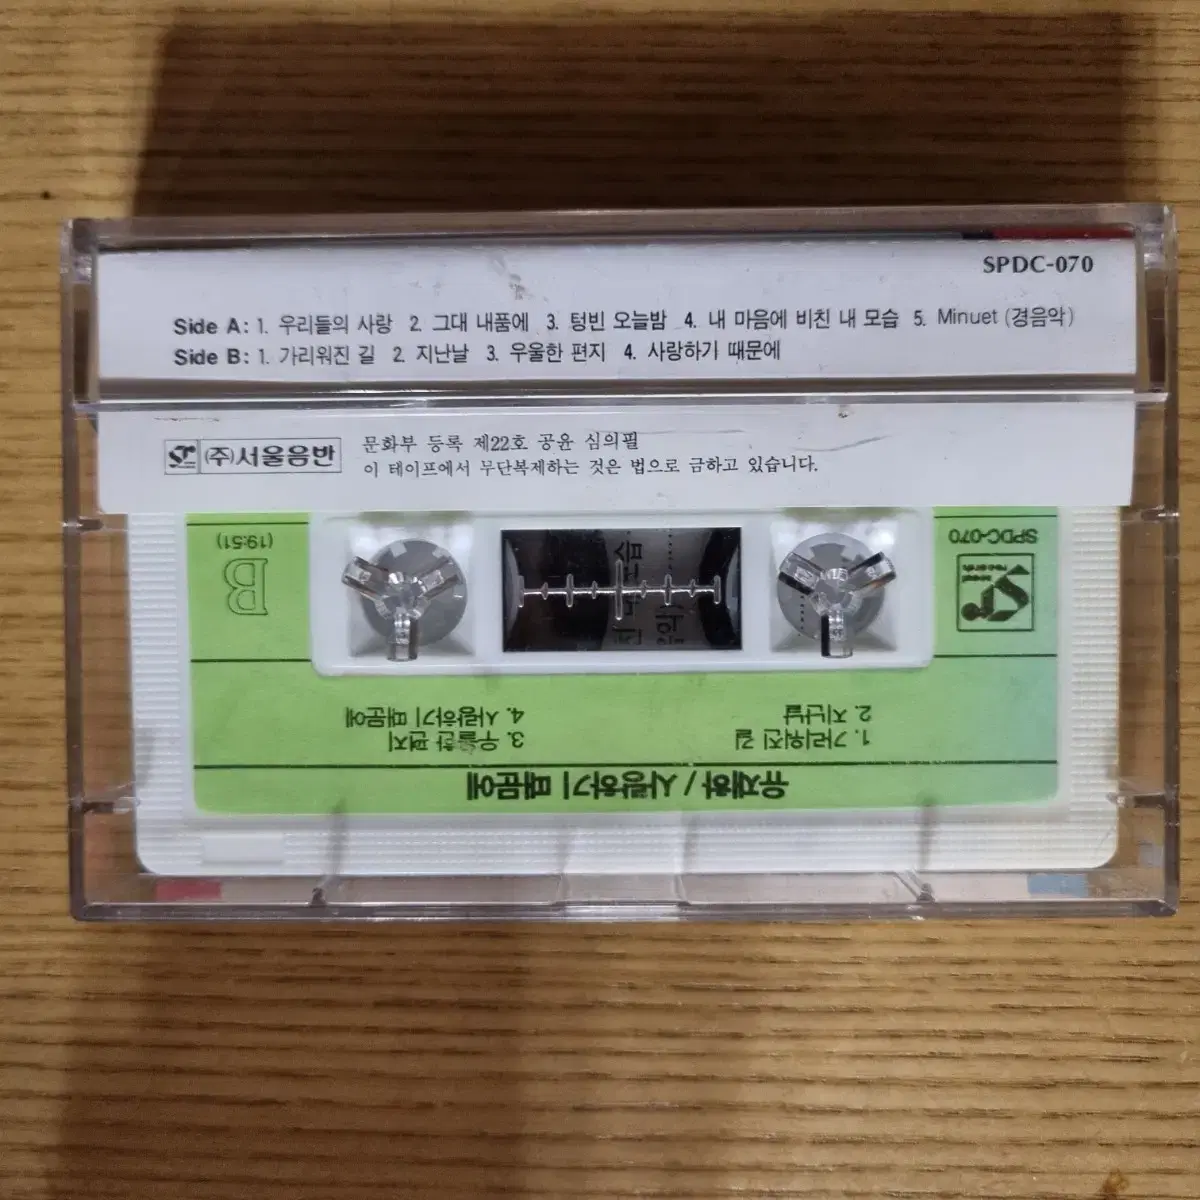 SPDC-070
Side A: 1. 우리들의 사랑 2. 그대 내품에 3. 텅빈 오늘밤 4. 내 마음에 비친 내 모습 5. Minuet (경음악)
Side B: 1. 가리워진 길 2. 지난날 3. 우울한 편지 4. 사랑하기 때문에
(주)서울음반
문화부 등록 제22호 공윤 심의필
이 테이프에서 무단복제하는 것은 법으로 금하고 있습니다.
유재하 / 사랑하기 때문에
1. 가리워진 길
2. 지난날
3. 우울한 편지
4. 사랑하기 때문에
B
(19:51)
SPDC-070